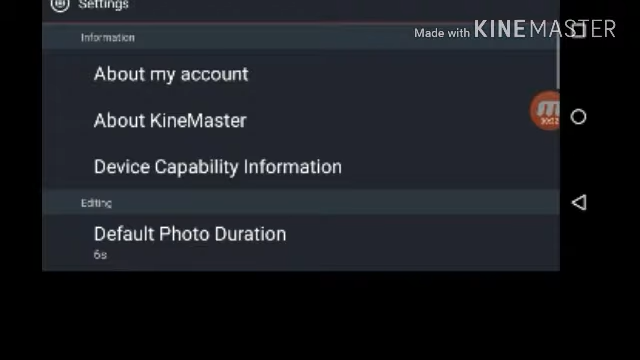 Settings
Made with KINEMASTER
Information
About my account
About KineMaster
Device Capability Information
Editing
Default Photo Duration
6s